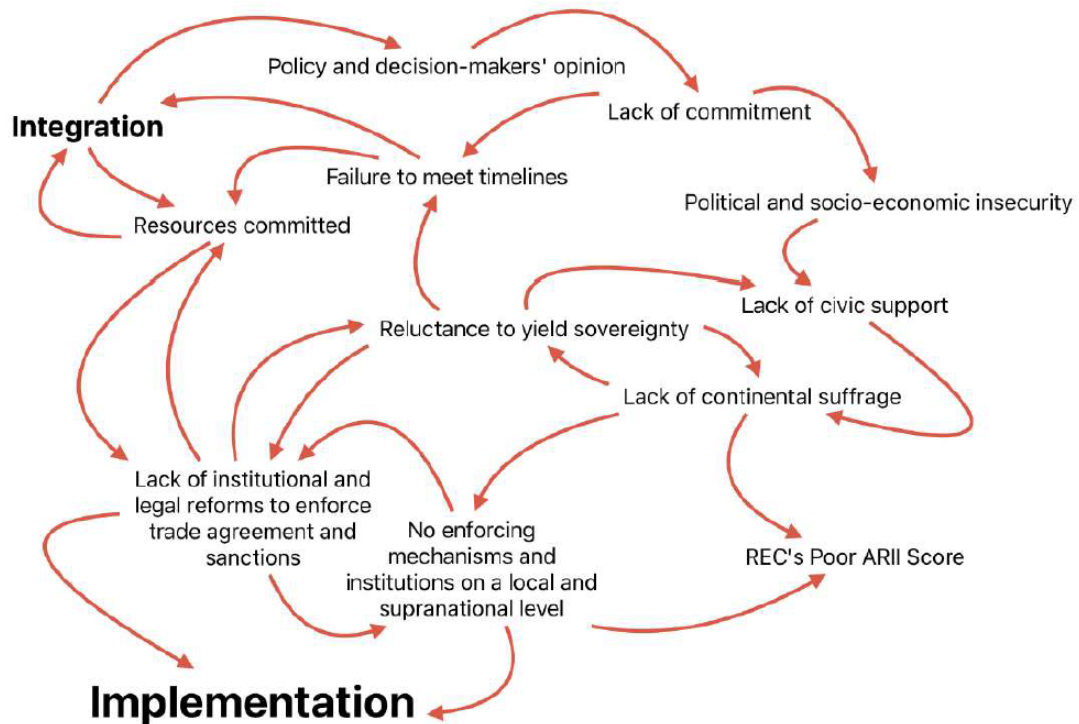 Policy and decision-makers' opinion
Lack of commitment
Integration
Failure to meet timelines
Political and socio-economic insecurity
Resources committed
Lack of civic support
Reluctance to yield sovereignty
Lack of continental suffrage
Lack of institutional and
legal reforms to enforce
trade agreement and
sanctions
No enforcing
mechanisms and
institutions on a local and
supranational level
REC's Poor ARII Score
Implementation